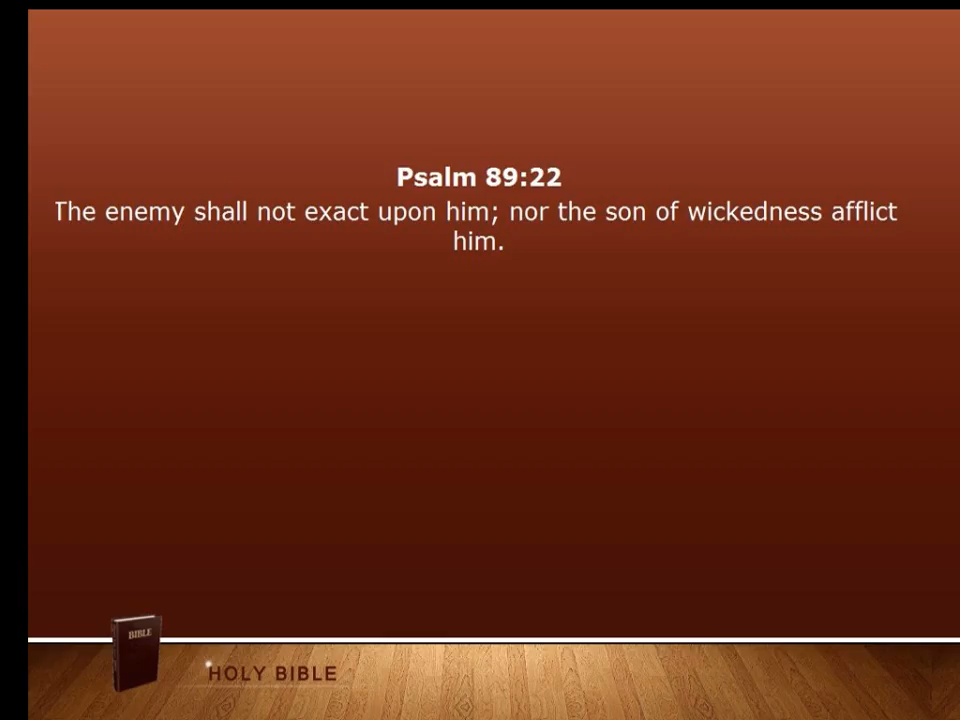 Psalm 89:22
The enemy shall not exact upon him; nor the son of wickedness afflict
him.
BIBLE
HOLY BIBLE